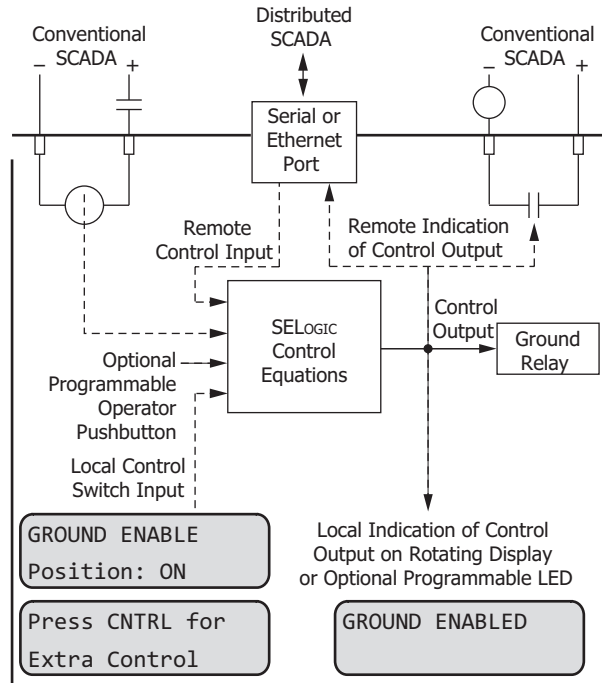 Distributed
SCADA
Conventional
SCADA
Conventional
SCADA
– +
– +
Serial or
Ethernet
Port
Remote
Control Input
Remote Indication
of Control Output
SELOGIC
Control
Equations
Control
Output
Ground
Relay
Optional
Programmable
Operator
Pushbutton
Local Control
Switch Input
GROUND ENABLE
Position: ON
Press CNTRL for
Extra Control
Local Indication of Control
Output on Rotating Display
or Optional Programmable LED
GROUND ENABLED